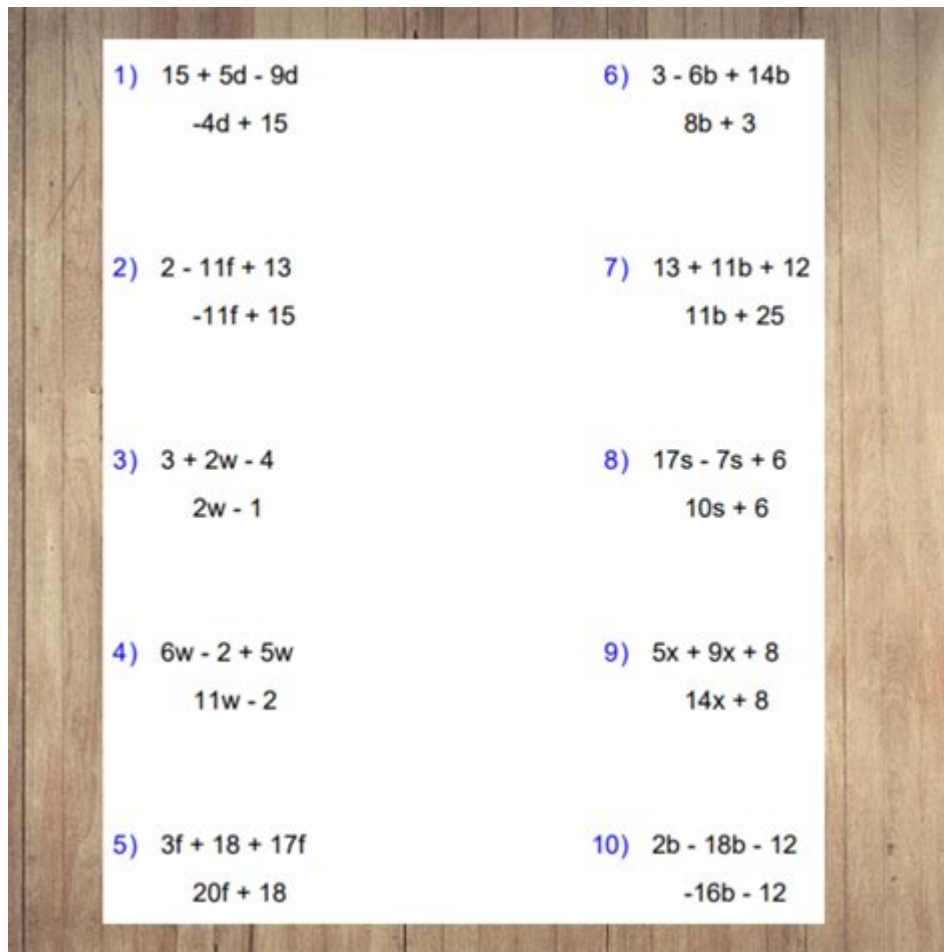 1) 15 + 5d - 9d
-4d + 15
2) 2 - 11f + 13
-11f + 15
3) 3 + 2w - 4
2w - 1
4) 6w - 2 + 5w
11w - 2
5) 3f + 18 + 17f
20f + 18
6) 3 - 6b + 14b
8b + 3
7) 13 + 11b + 12
11b + 25
8) 17s - 7s + 6
10s + 6
9) 5x + 9x + 8
14x + 8
10) 2b - 18b - 12
-16b - 12